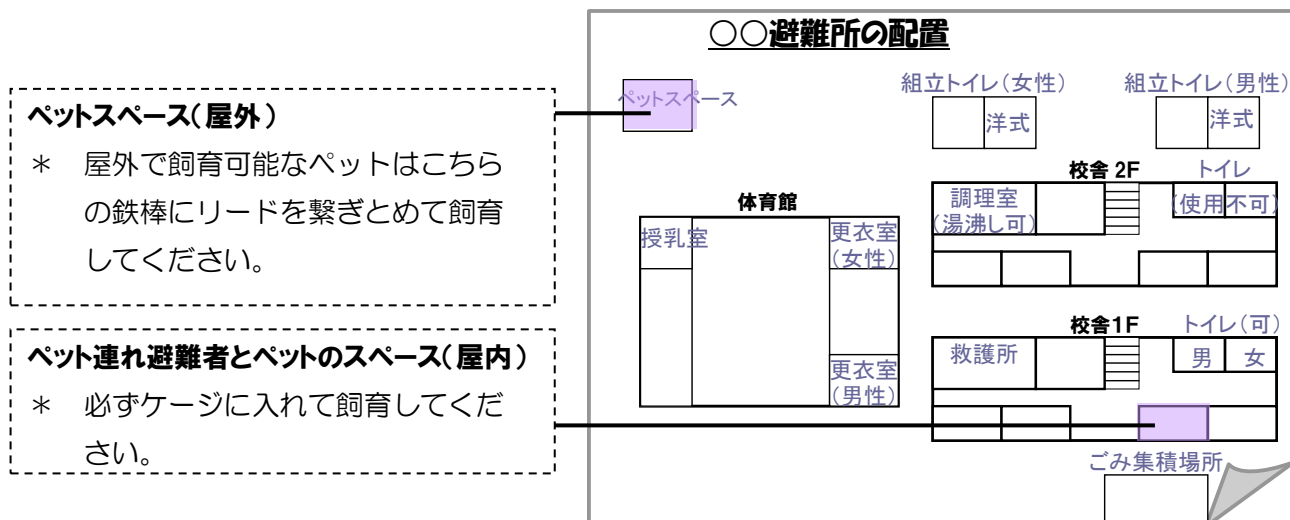 ○○避難所の配置
ペットスペース(屋外)
＊ 屋外で飼育可能なペットはこちら
の鉄棒にリードを繋ぎとめて飼育
してください。
ペット連れ避難者とペットのスペース(屋内)
＊ 必ずケージに入れて飼育してくだ
さい。
ペットスペース
組立トイレ(女性)
洋式
組立トイレ(男性)
洋式
体育館
授乳室
更衣室
(女性)
更衣室
(男性)
校舎 2F
トイレ
(使用不可)
調理室
(湯沸し可)
校舎1F
トイレ(可)
救護所
男
女
ごみ集積場所